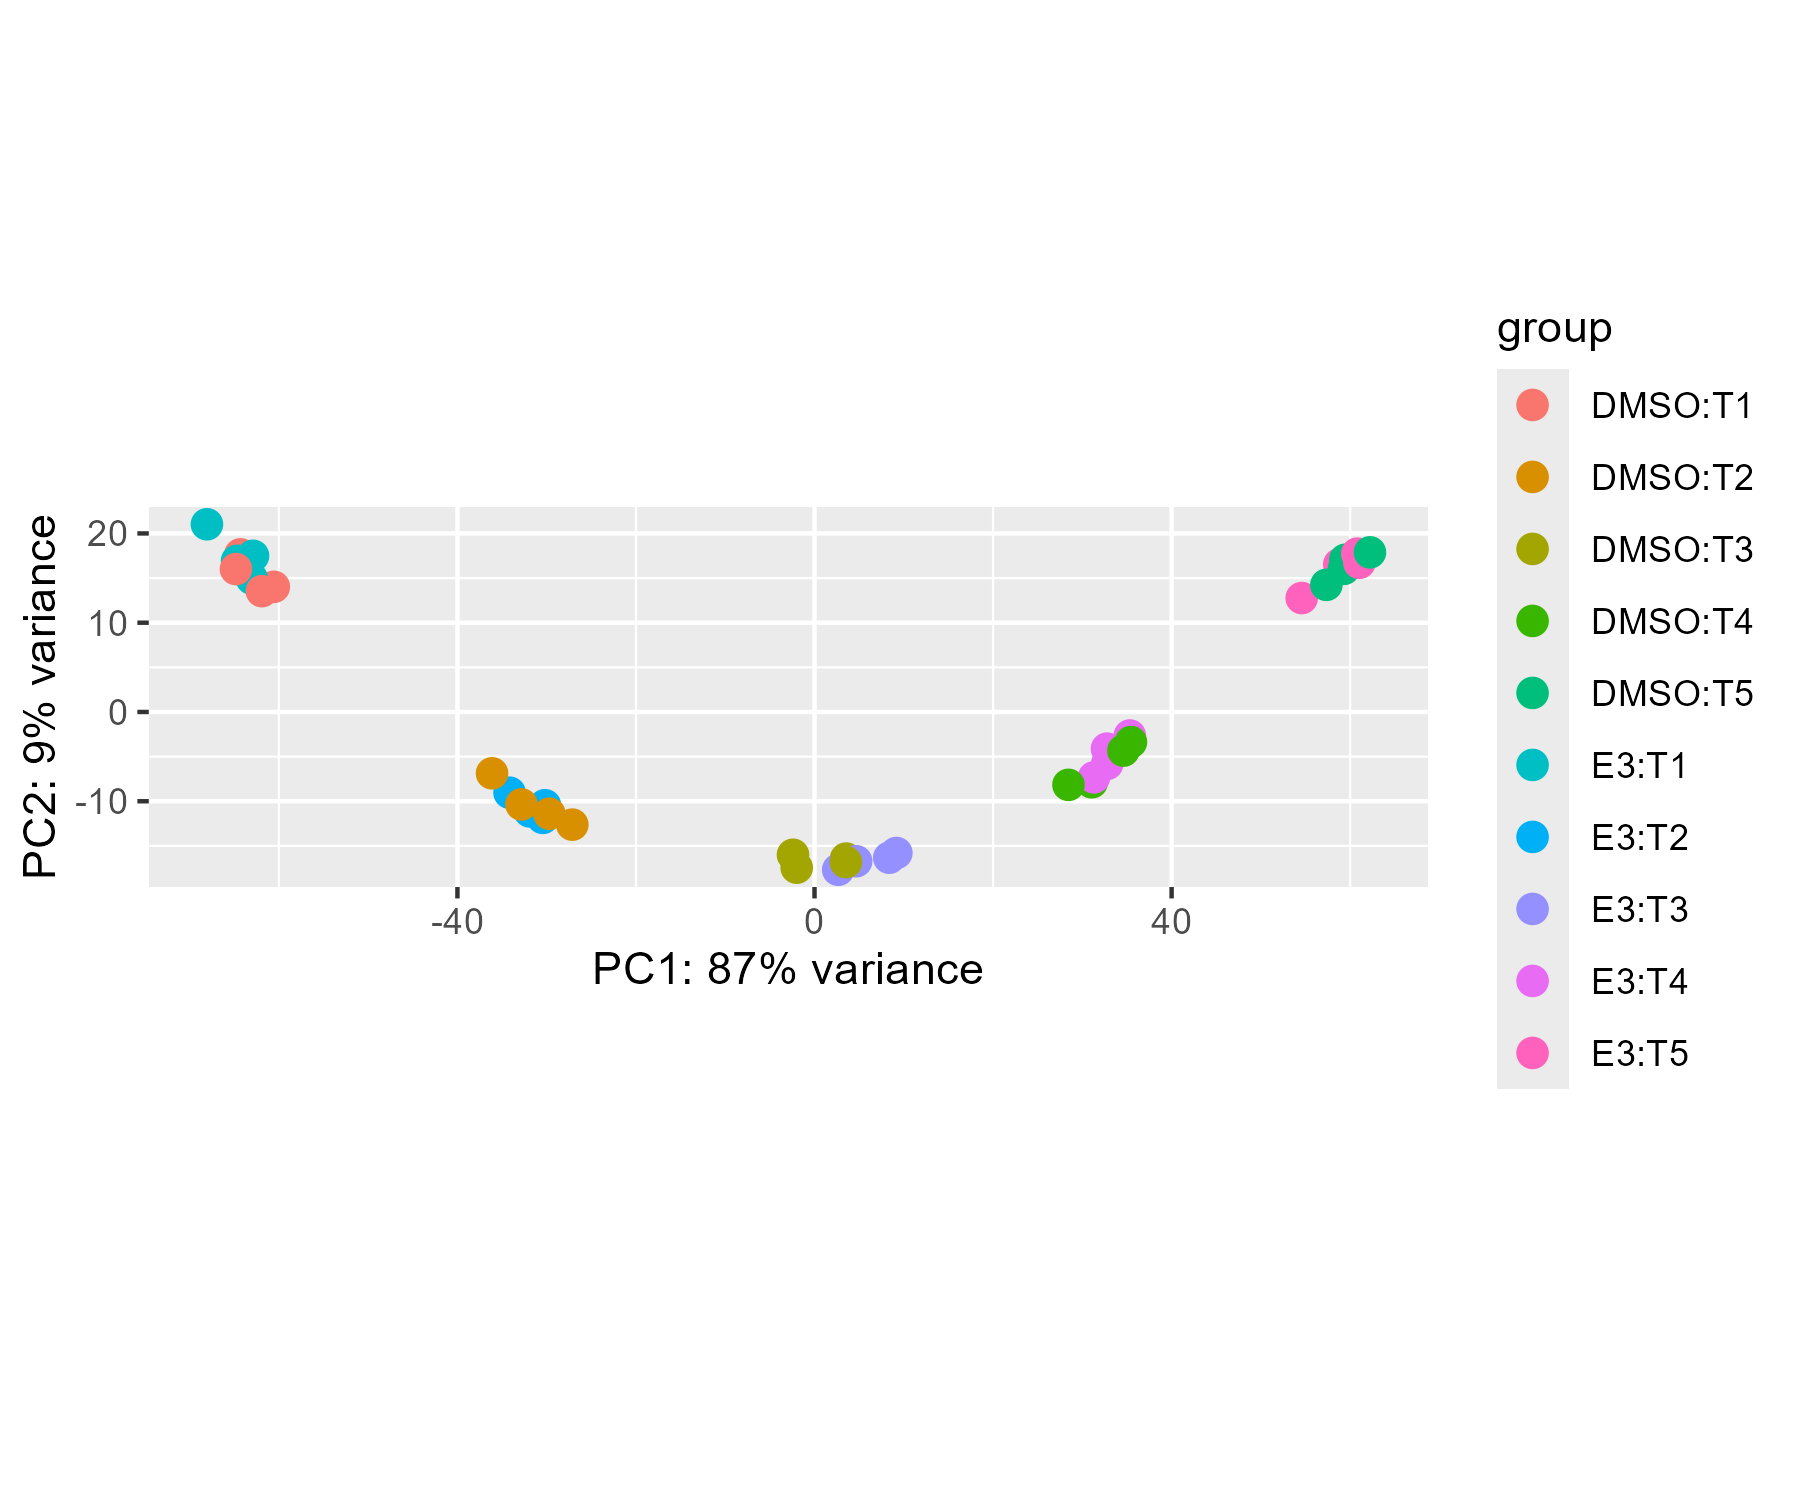 group
DMSO:T1
DMSO:T2
DMSO:T3
DMSO:T4
DMSO:T5
E3:T1
E3:T2
E3:T3
E3:T4
E3:T5
PC2: 9% variance
20
10
0
-10
-40
0
40
PC1: 87% variance